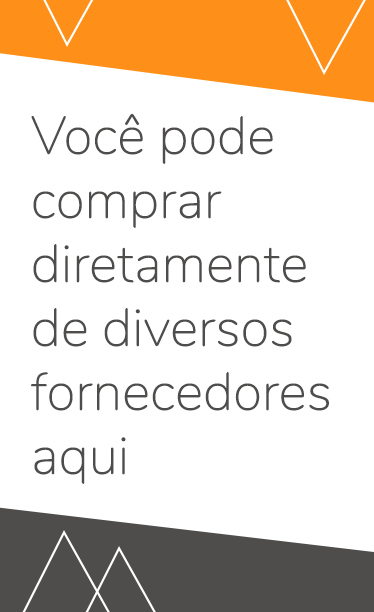 Você pode
comprar
diretamente
de diversos
fornecedores
aqui